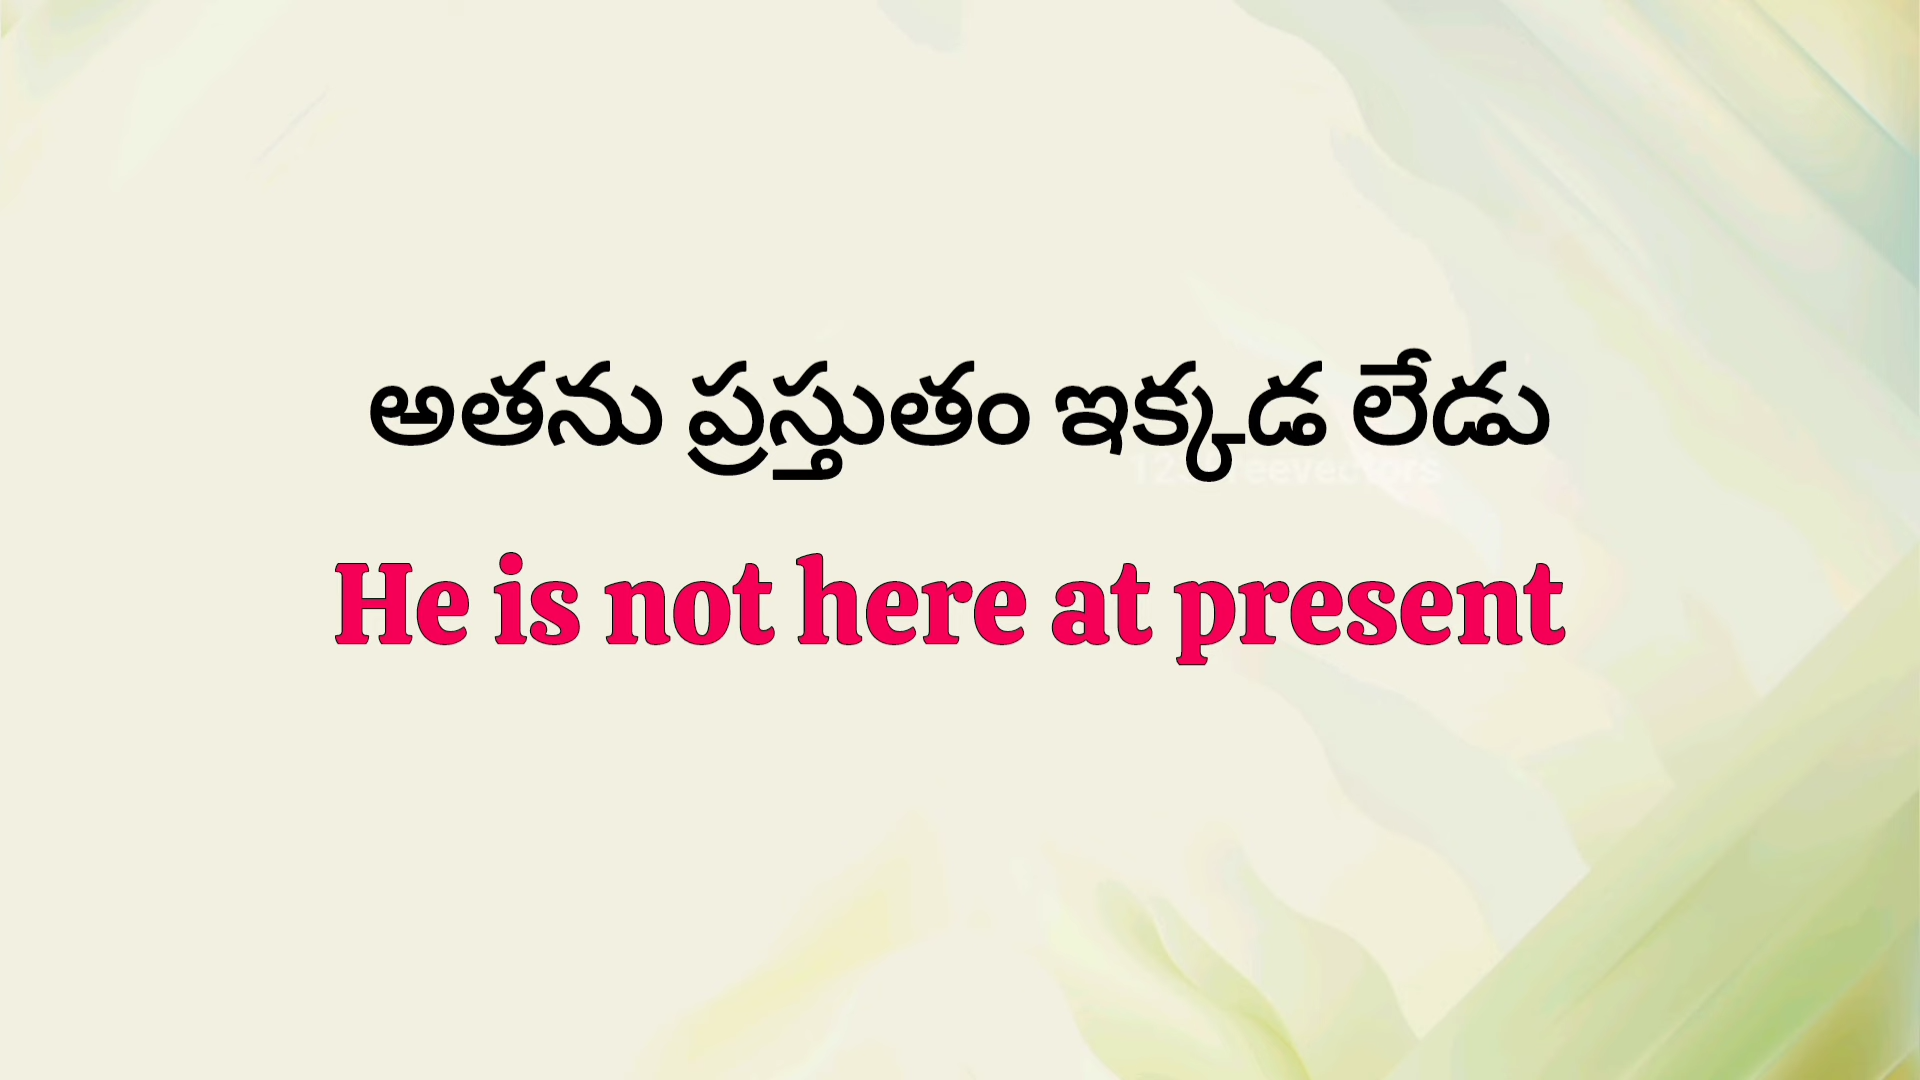 అతను ప్రస్తుతం ఇక్కడ లేడు
He is not here at present